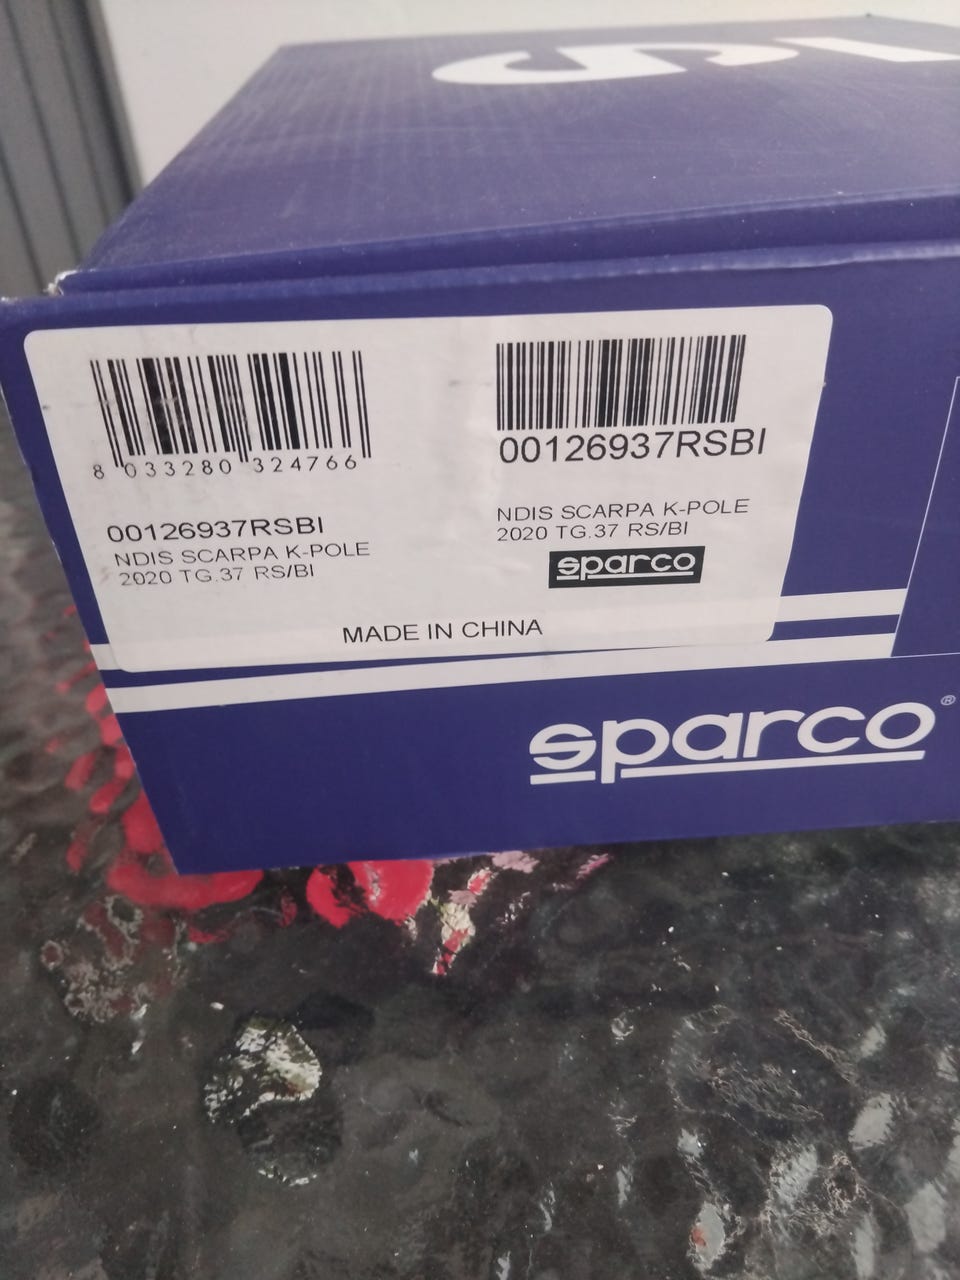 8 033280 324766
00126937RSBI
NDIS SCARPA K-POLE
2020 TG.37 RS/BI
00126937RSBI
NDIS SCARPA K-POLE
2020 TG.37 RS/BI
sparco
MADE IN CHINA
sparco®